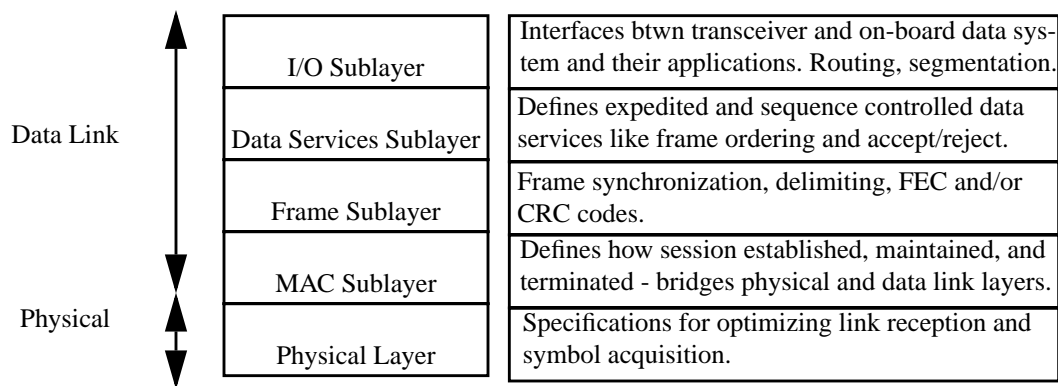 Interfaces btwn transceiver and on-board data sys-
tem and their applications. Routing, segmentation.
I/O Sublayer
Defines expedited and sequence controlled data
services like frame ordering and accept/reject.
Data Link
Data Services Sublayer
Frame synchronization, delimiting, FEC and/or
CRC codes.
Frame Sublayer
Defines how session established, maintained, and
terminated - bridges physical and data link layers.
MAC Sublayer
Physical
Specifications for optimizing link reception and
symbol acquisition.
Physical Layer